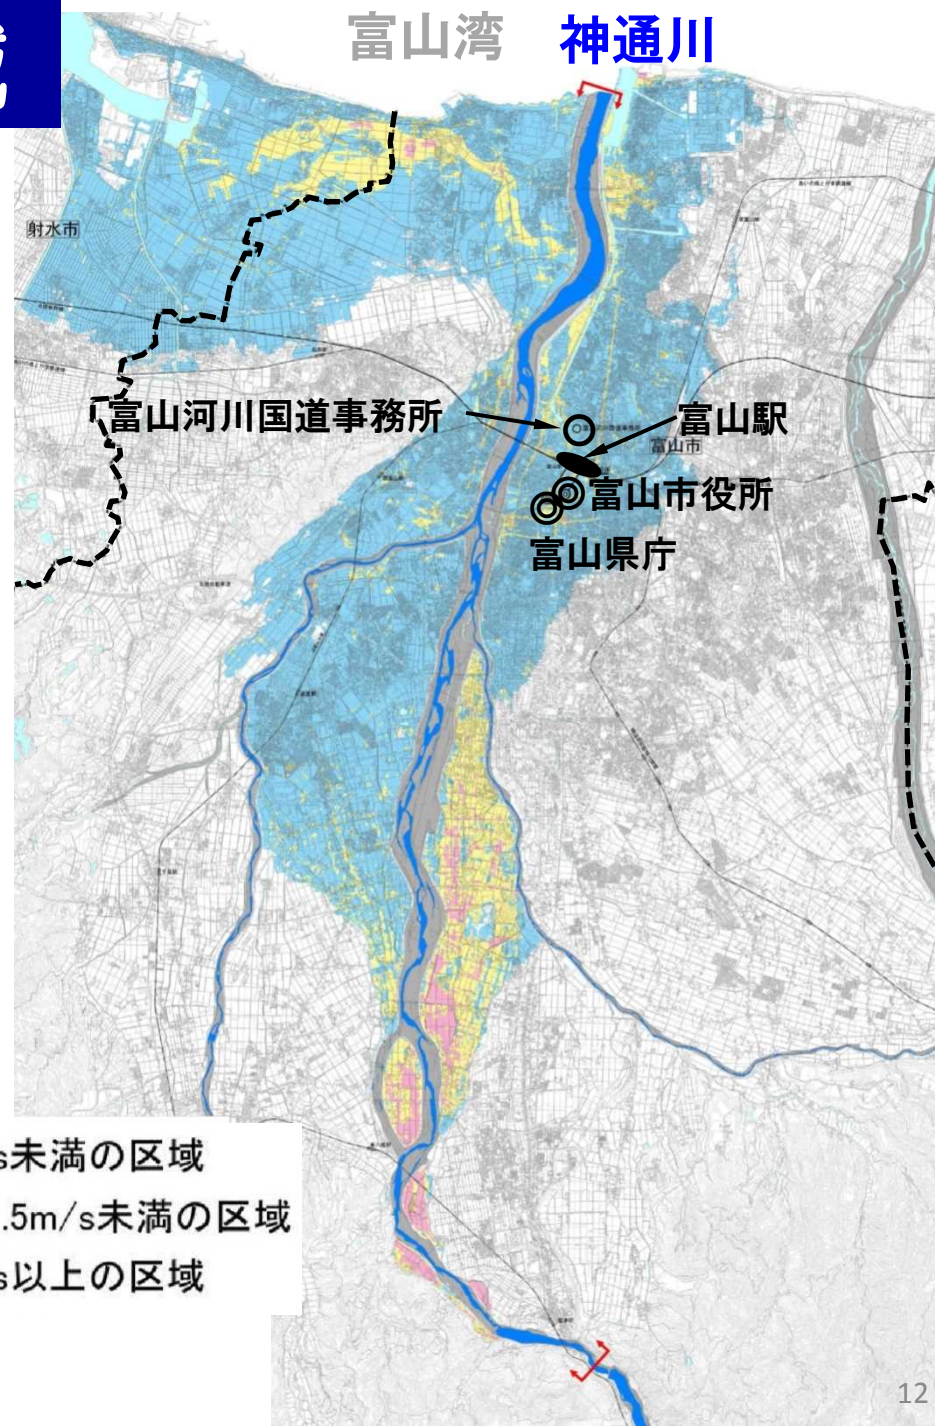 富山湾 神通川
射水市
富山河川国道事務所
富山駅
富山市
富山市役所
富山県庁
s未満の区域
.5m/s未満の区域
s以上の区域
12